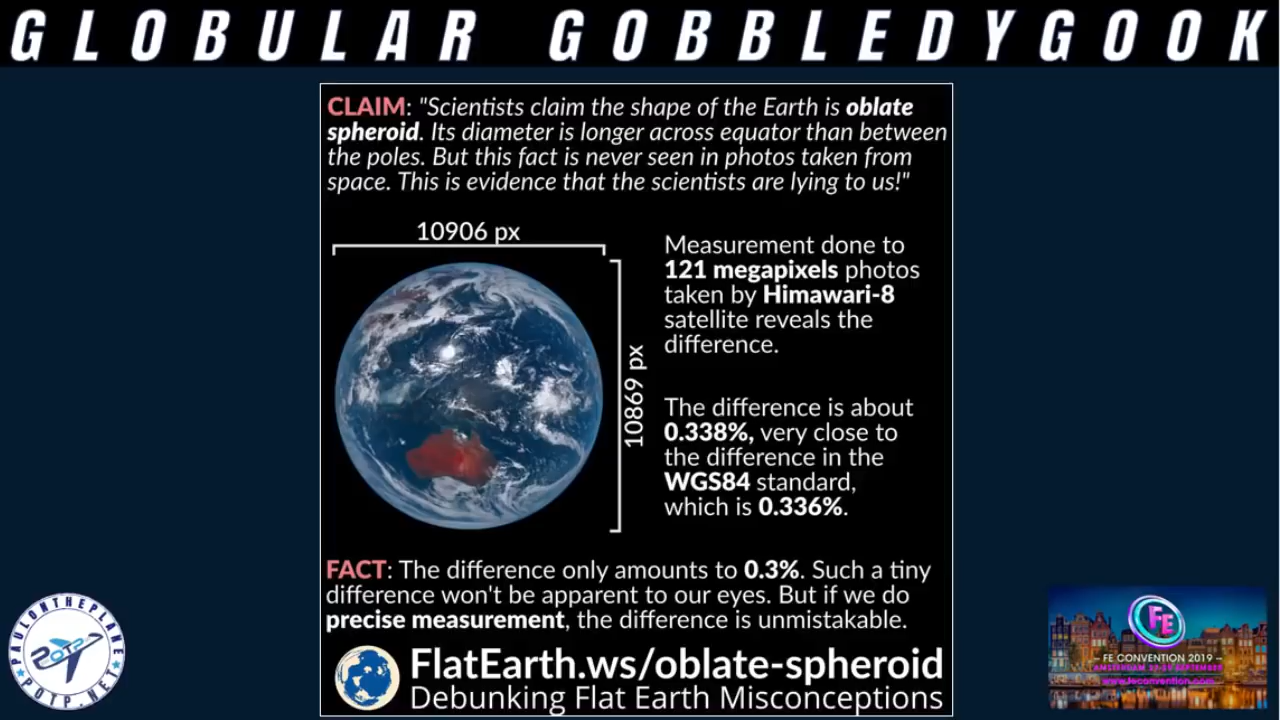 GLOBULAR GOBBLEDYGOOK
CLAIM: "Scientists claim the shape of the Earth is oblate
spheroid. Its diameter is longer across equator than between
the poles. But this fact is never seen in photos taken from
space. This is evidence that the scientists are lying to us!"
10906 px
10869 px
Measurement done to
121 megapixels photos
taken by Himawari-8
satellite reveals the
difference.
The difference is about
0.338%, very close to
the difference in the
WGS84 standard,
which is 0.336%.
FACT: The difference only amounts to 0.3%. Such a tiny
difference won't be apparent to our eyes. But if we do
precise measurement, the difference is unmistakable.
FlatEarth.ws/oblate-spheroid
Debunking Flat Earth Misconceptions
PAULONTHEPLANE
POTP
POTP.NET
FE
– FE CONVENTION 2019 –
www.feconvention.com